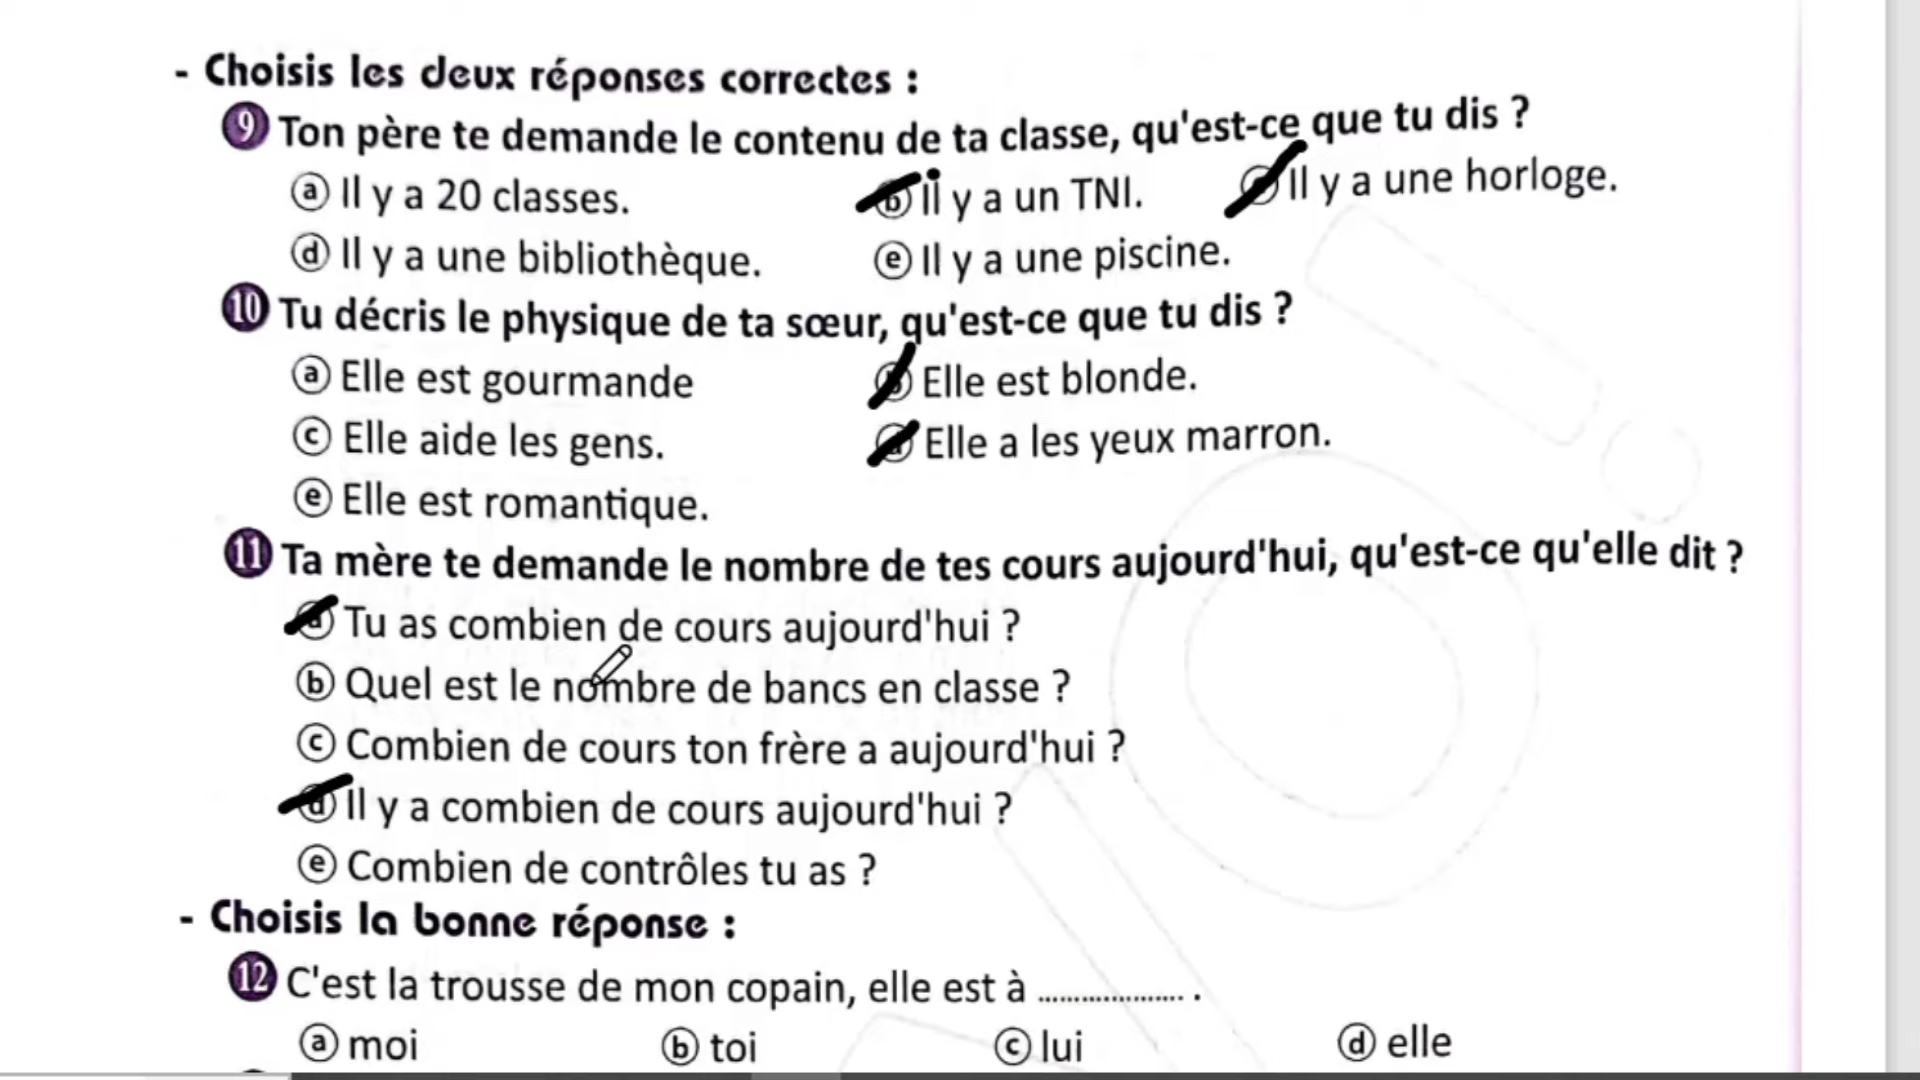 - Choisis les deux réponses correctes :
9 Ton père te demande le contenu de ta classe, qu'est-ce que tu dis ?
a Il y a 20 classes. b Il y a un TNI. c Il y a une horloge.
d Il y a une bibliothèque. e Il y a une piscine.
10 Tu décris le physique de ta sœur, qu'est-ce que tu dis ?
a Elle est gourmande b Elle est blonde.
c Elle aide les gens. d Elle a les yeux marron.
e Elle est romantique.
11 Ta mère te demande le nombre de tes cours aujourd'hui, qu'est-ce qu'elle dit ?
a Tu as combien de cours aujourd'hui ?
b Quel est le nombre de bancs en classe ?
c Combien de cours ton frère a aujourd'hui ?
d Il y a combien de cours aujourd'hui ?
e Combien de contrôles tu as ?
- Choisis la bonne réponse :
12 C'est la trousse de mon copain, elle est à .................... .
a moi b toi c lui d elle